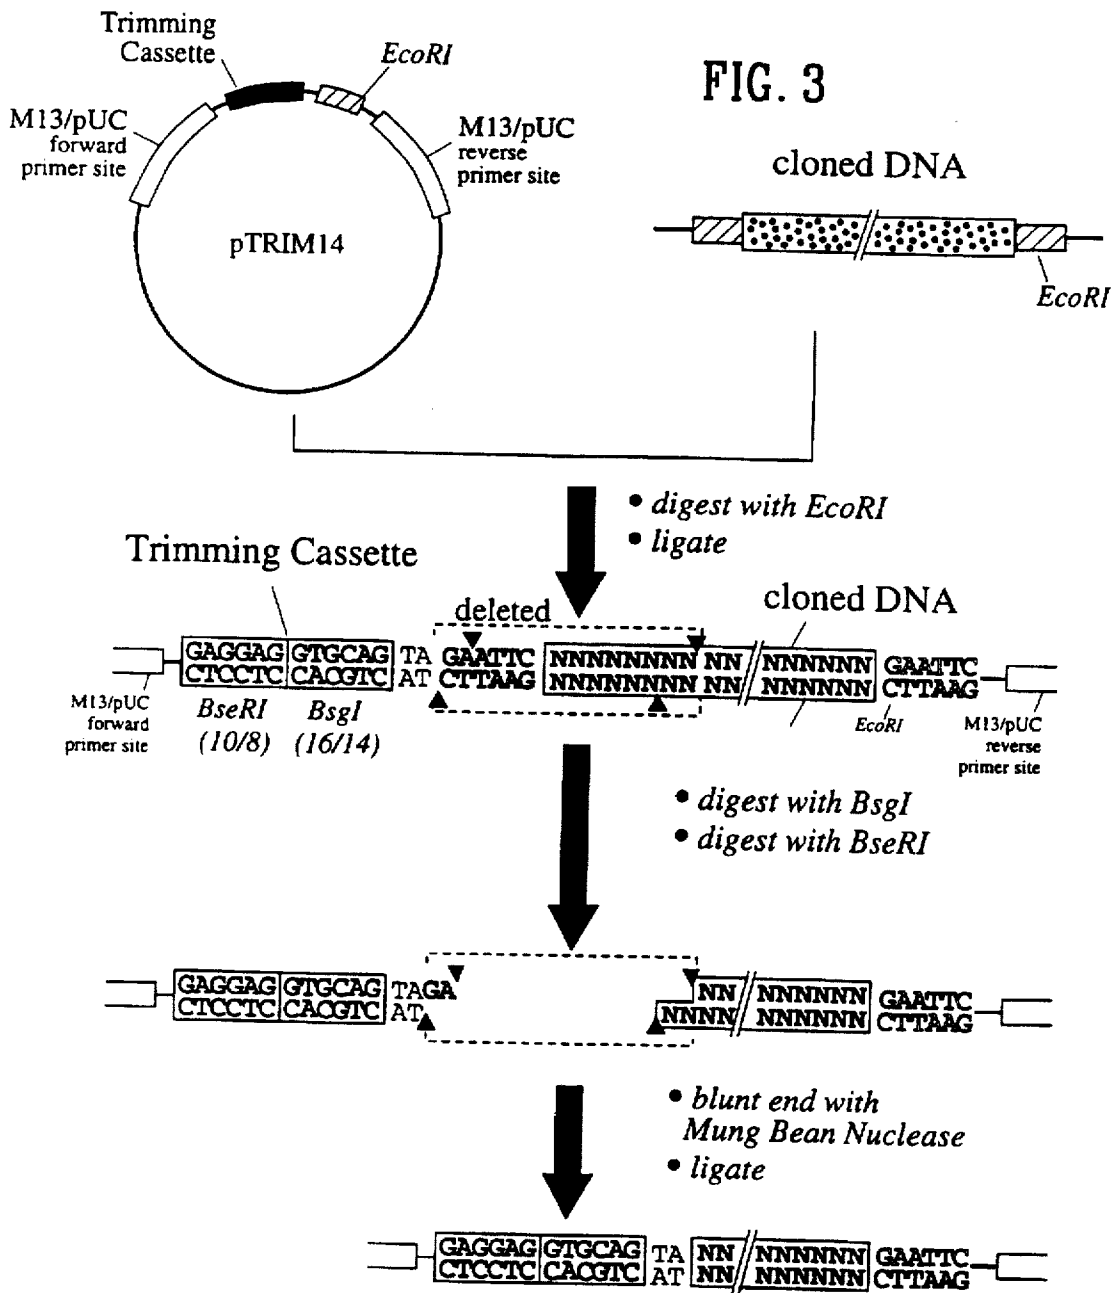 Trimming
Cassette
EcoRI
FIG. 3
M13/pUC
forward
primer site
M13/pUC
reverse
primer site
cloned DNA
pTRIM14
EcoRI
• digest with EcoRI
• ligate
Trimming Cassette
deleted
cloned DNA
GAGGAG GTGCAG TA GAATTC NNNNNNNN NN NNNNNN GAATTC
CTCCTC CACGTC AT CTTAAG NNNNNNNN NN NNNNNN CTTAAG
M13/pUC
forward
primer site
BseRI
(10/8)
BsgI
(16/14)
EcoRI
M13/pUC
reverse
primer site
• digest with BsgI
• digest with BseRI
GAGGAG GTGCAG TAGA NN NNNNNN GAATTC
CTCCTC CACGTC AT NNNN NNNNNN CTTAAG
• blunt end with
Mung Bean Nuclease
• ligate
GAGGAG GTGCAG TA NN NNNNNN GAATTC
CTCCTC CACGTC AT NN NNNNNN CTTAAG